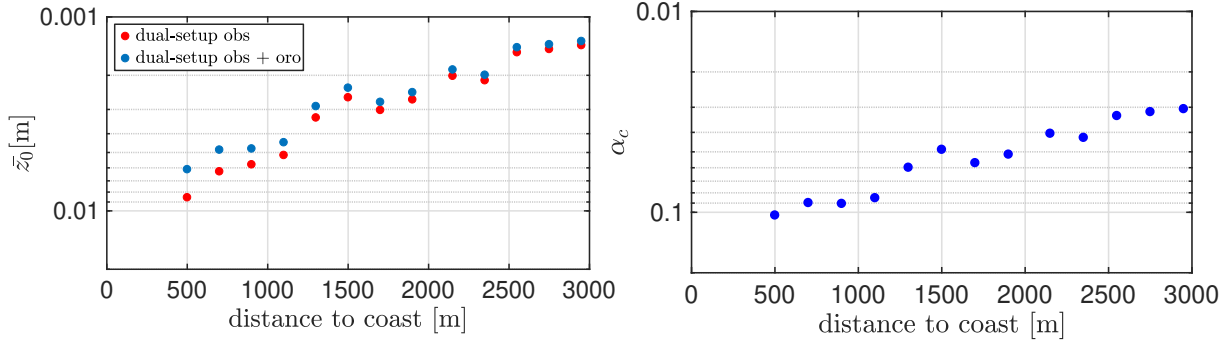 0.001
dual-setup obs
dual-setup obs + oro
0.01
z̄₀[m]
0 500 1000 1500 2000 2500 3000
distance to coast [m]
0.01
0.1
α_c
0 500 1000 1500 2000 2500 3000
distance to coast [m]